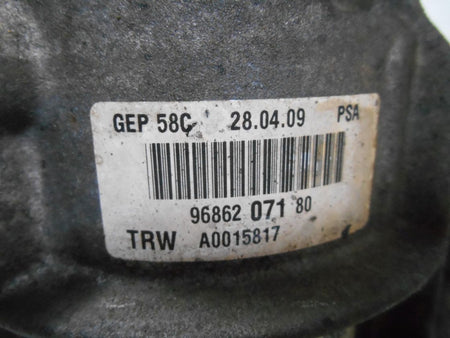 GEP 58C 28.04.09 PSA
96862 071 80
TRW A0015817